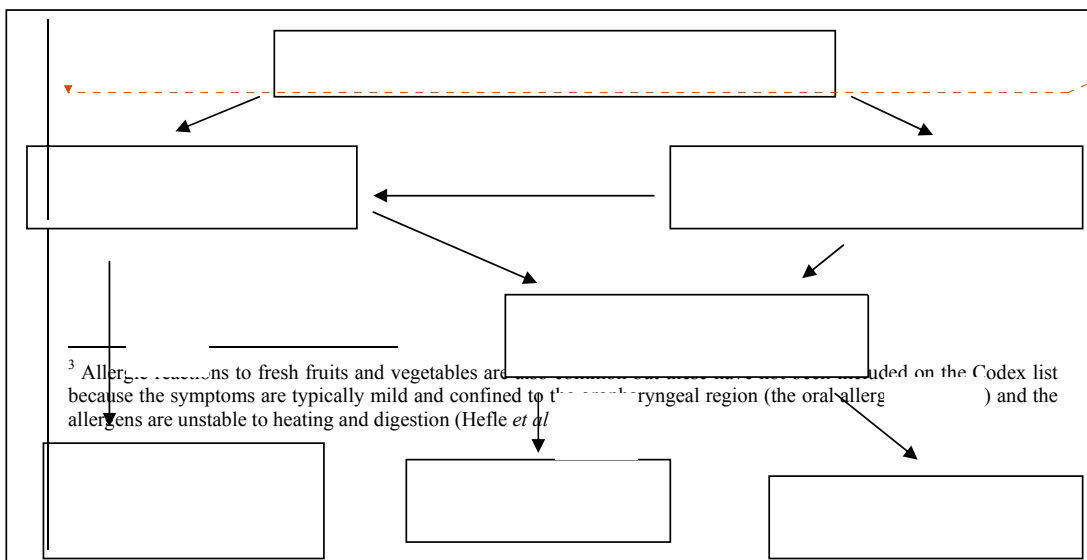 3 Allergic reactions to fresh fruits and vegetables are also common but these have not been included on the Codex list
because the symptoms are typically mild and confined to the oropharyngeal region (the oral allerg ) and the
allergens are unstable to heating and digestion (Hefle et al